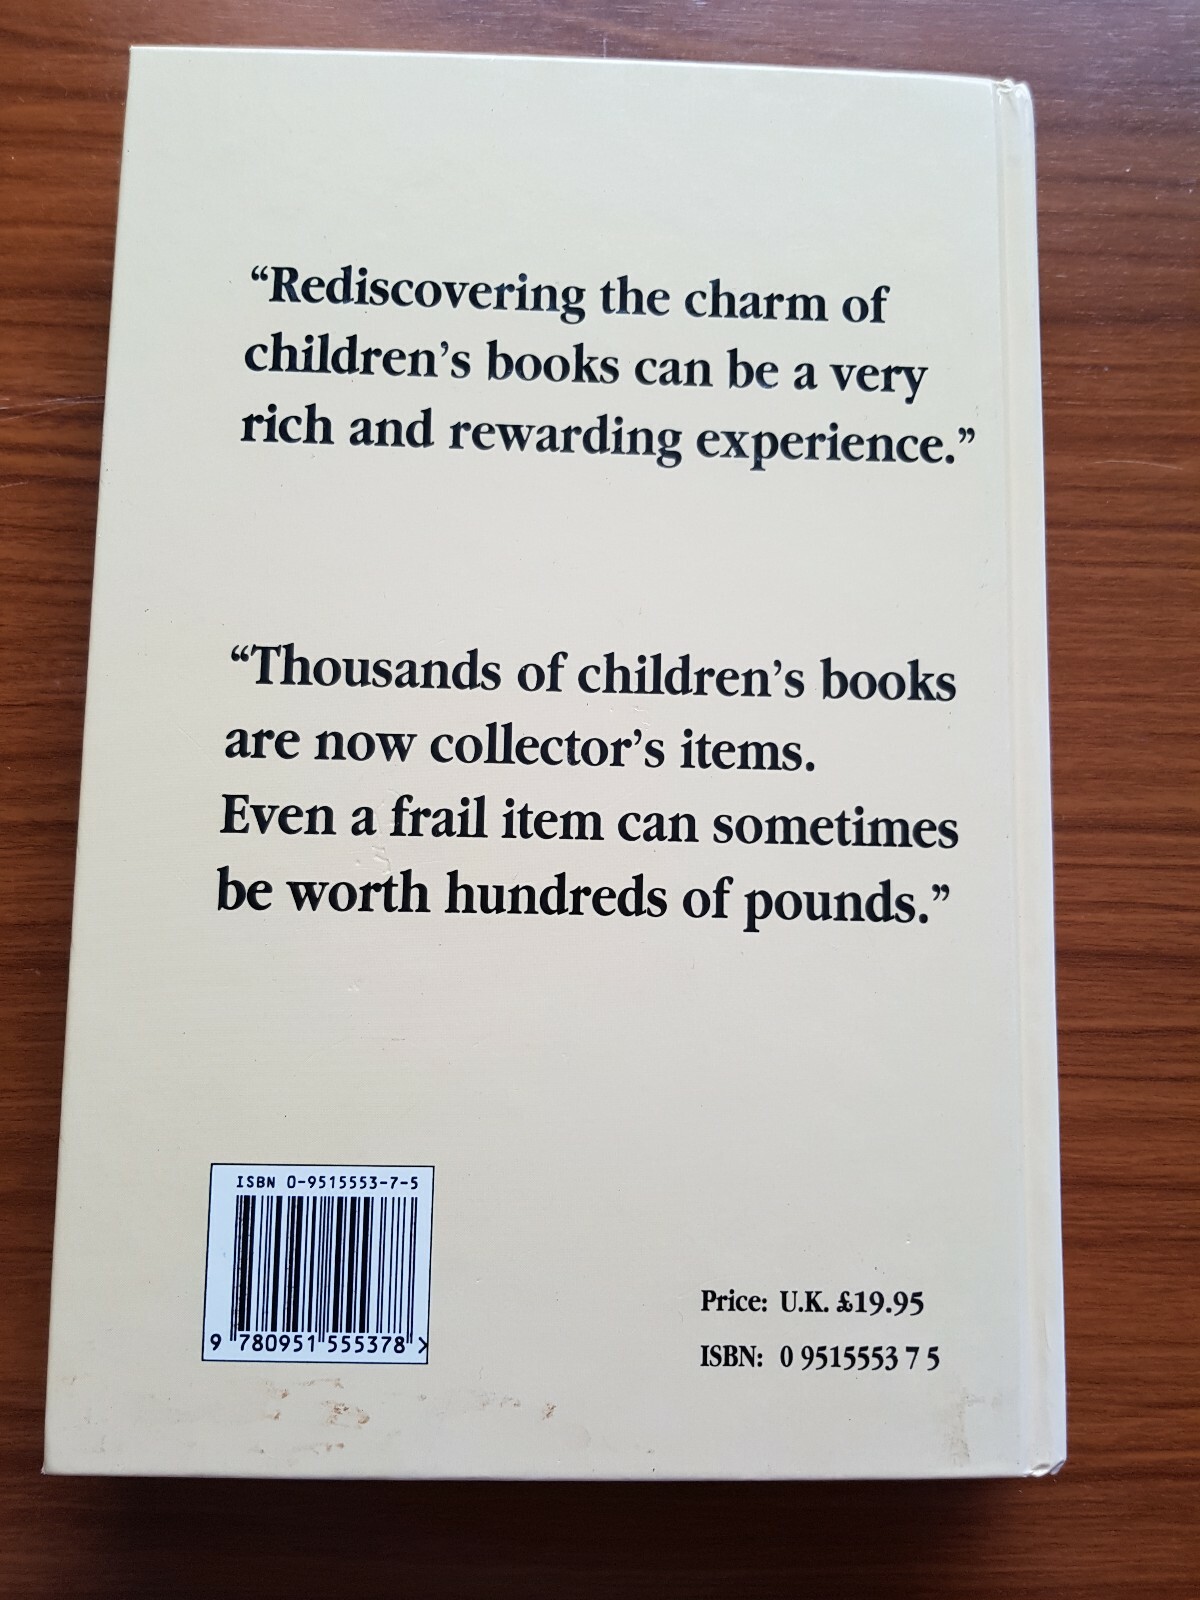 “Rediscovering the charm of
children’s books can be a very
rich and rewarding experience.”
“Thousands of children’s books
are now collector’s items.
Even a frail item can sometimes
be worth hundreds of pounds.”
ISBN 0-9515553-7-5
9 780951 555378 >
Price: U.K. £19.95
ISBN: 0 9515553 7 5